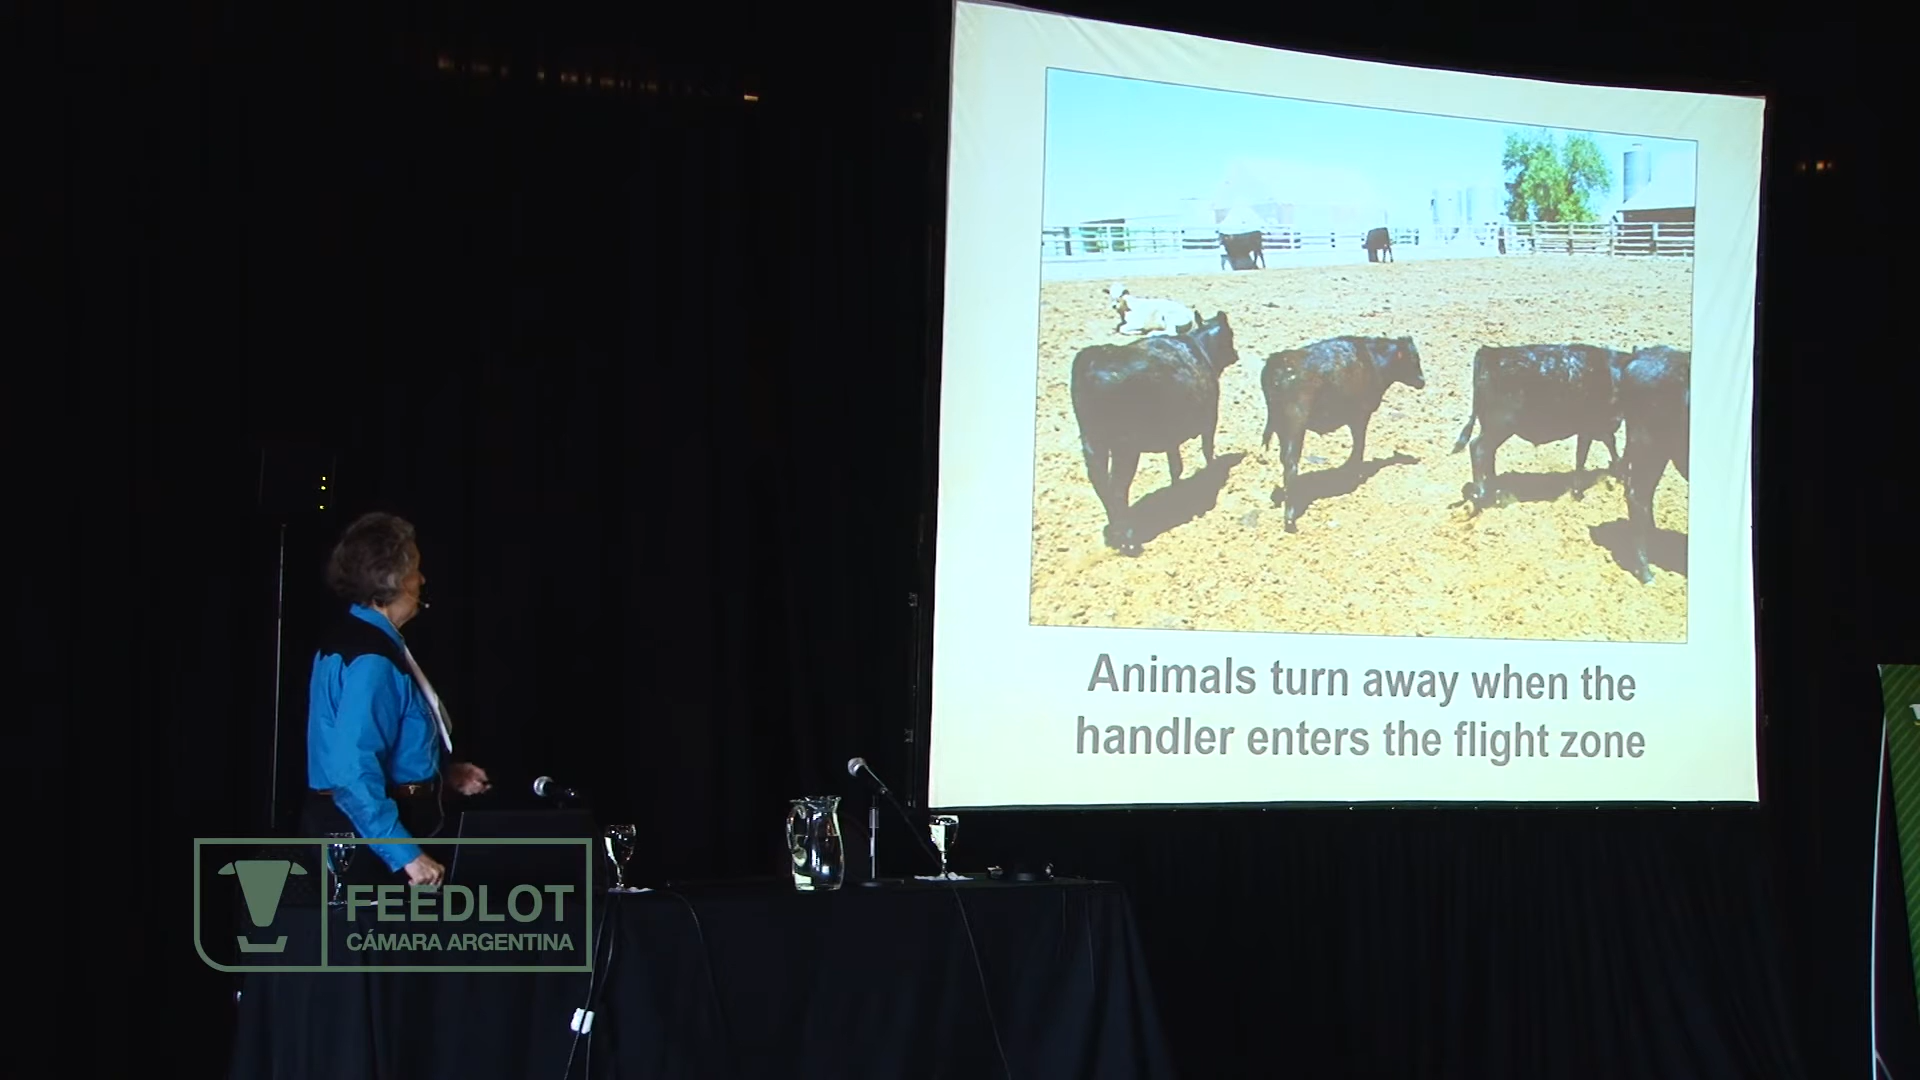 Animals turn away when the
handler enters the flight zone
FEEDLOT
CÁMARA ARGENTINA